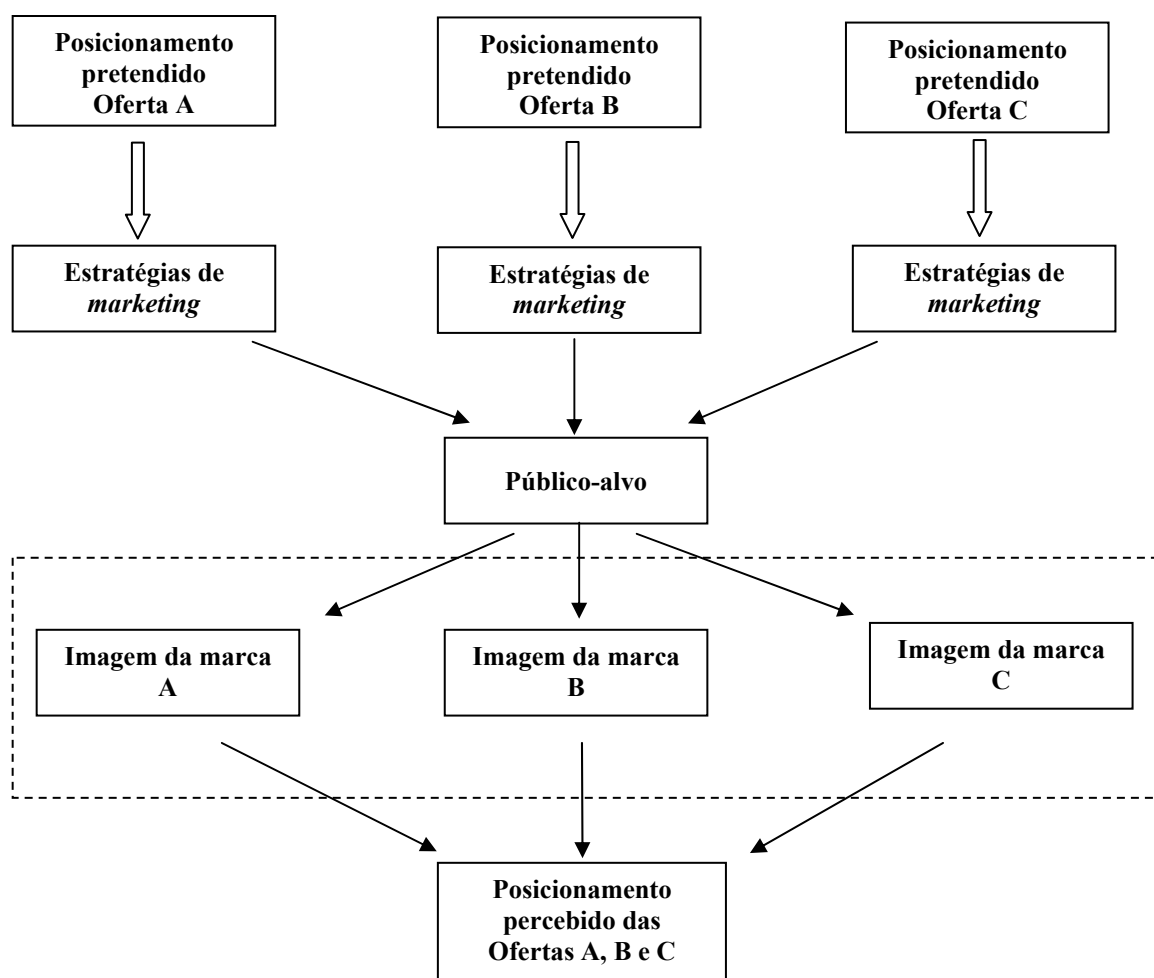 Posicionamento
pretendido
Oferta A
Posicionamento
pretendido
Oferta B
Posicionamento
pretendido
Oferta C
Estratégias de
marketing
Estratégias de
marketing
Estratégias de
marketing
Público-alvo
Imagem da marca
A
Imagem da marca
B
Imagem da marca
C
Posicionamento
percebido das
Ofertas A, B e C